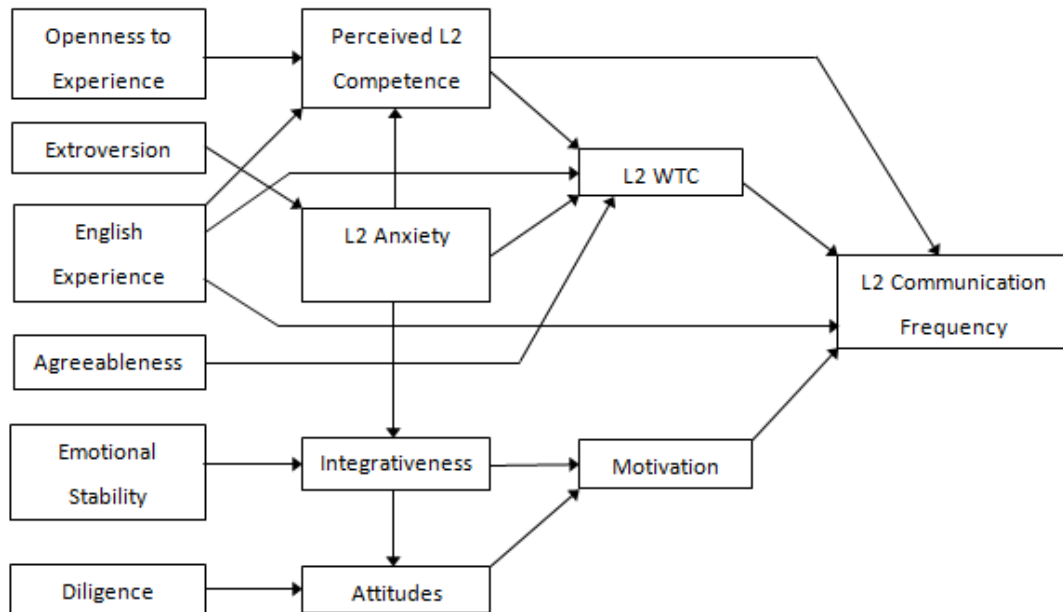 Openness to
Experience
Perceived L2
Competence
Extroversion
L2 WTC
English
Experience
L2 Anxiety
L2 Communication
Frequency
Agreeableness
Emotional
Stability
Integrativeness
Motivation
Diligence
Attitudes